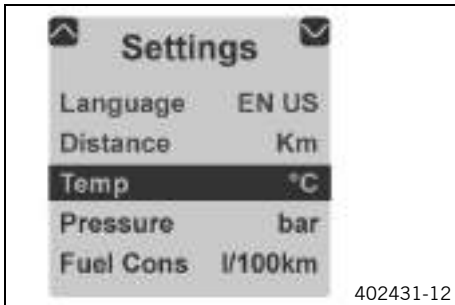 Settings
Language EN US
Distance Km
Temp °C
Pressure bar
Fuel Cons l/100km
402431-12